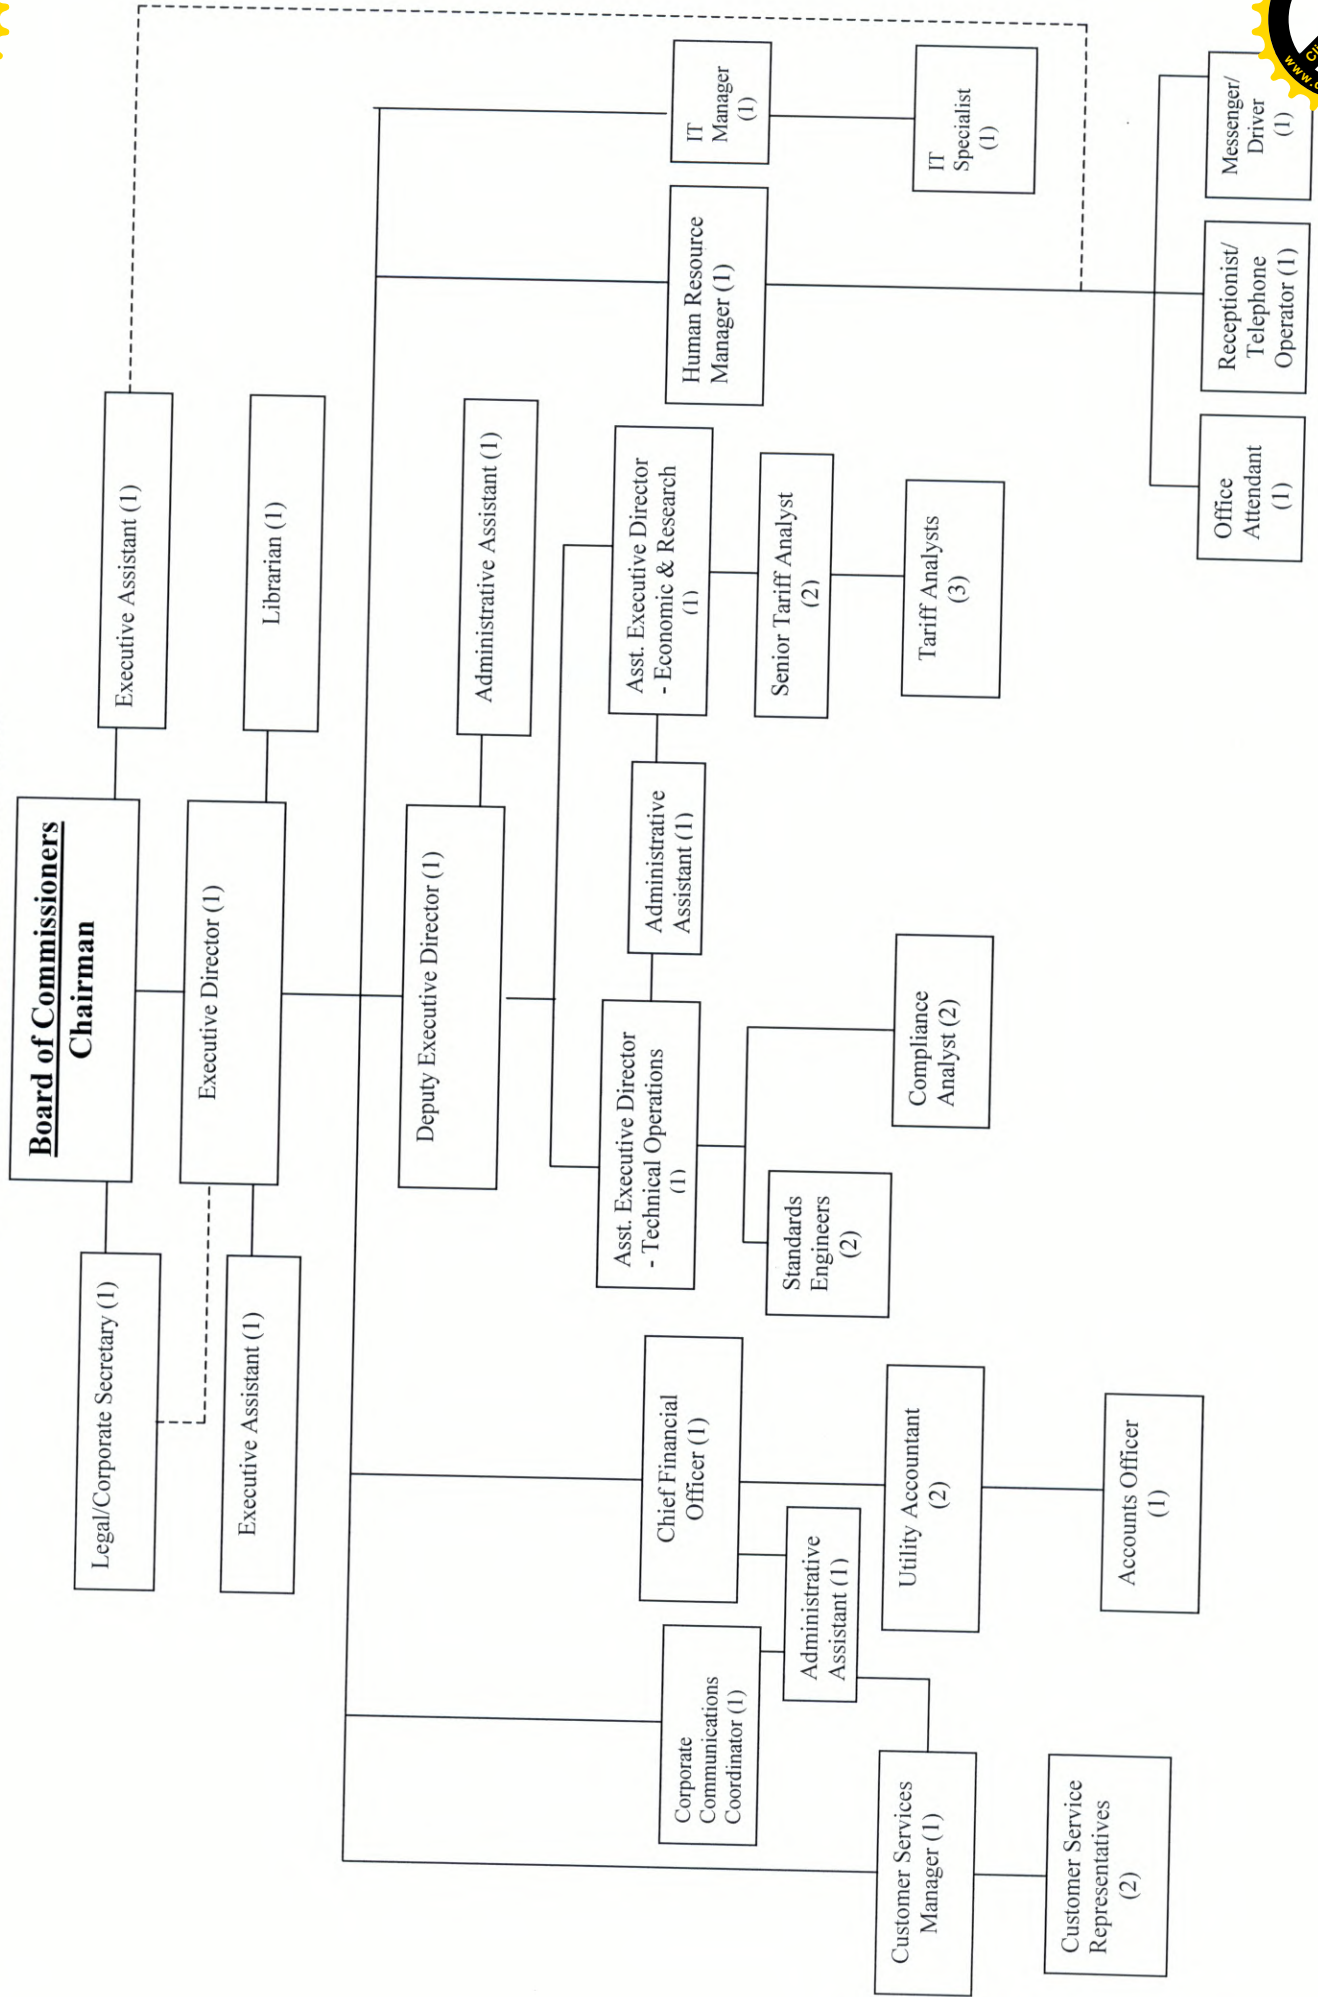 Board of Commissioners
Chairman
Legal/Corporate Secretary (1)
Executive Assistant (1)
Executive Director (1)
Executive Assistant (1)
Librarian (1)
Deputy Executive Director (1)
Administrative Assistant (1)
Customer Services
Manager (1)
Corporate
Communications
Coordinator (1)
Chief Financial
Officer (1)
Asst. Executive Director
- Technical Operations
(1)
Administrative
Assistant (1)
Asst. Executive Director
- Economic & Research
(1)
Human Resource
Manager (1)
IT
Manager
(1)
Administrative
Assistant (1)
Standards
Engineers
(2)
Compliance
Analyst (2)
Senior Tariff Analyst
(2)
IT
Specialist
(1)
Utility Accountant
(2)
Tariff Analysts
(3)
Customer Service
Representatives
(2)
Accounts Officer
(1)
Office
Attendant
(1)
Receptionist/
Telephone
Operator (1)
Messenger/
Driver
(1)